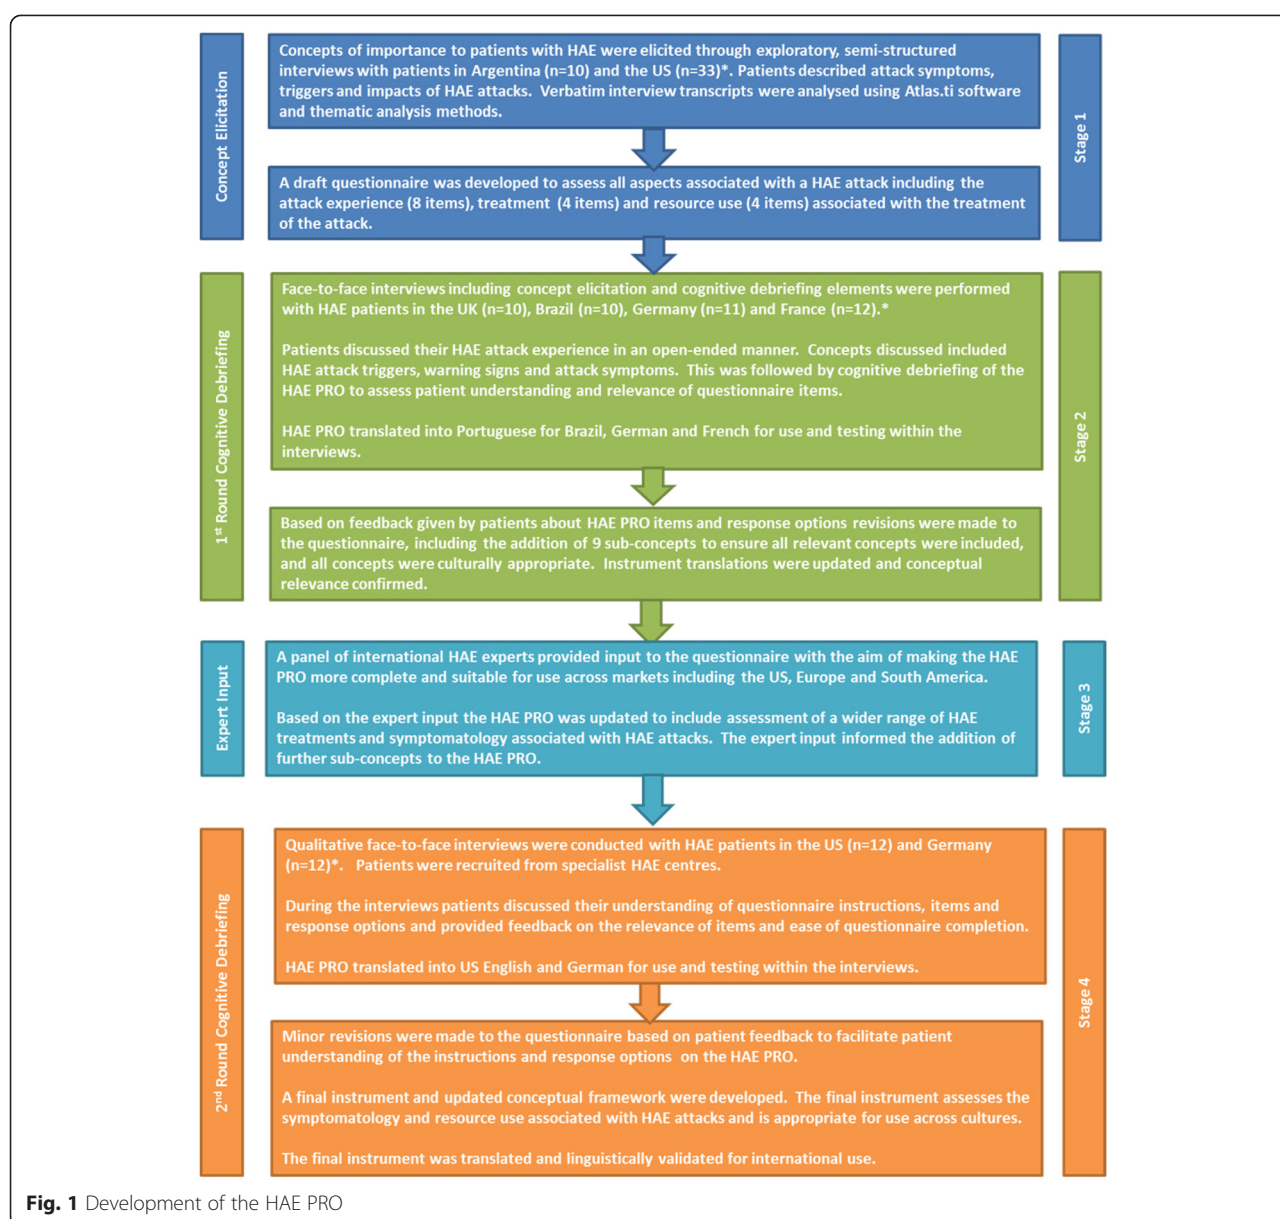 Concept Elicitation
Concepts of importance to patients with HAE were elicited through exploratory, semi-structured
interviews with patients in Argentina (n=10) and the US (n=33)*. Patients described attack symptoms,
triggers and impacts of HAE attacks.  Verbatim interview transcripts were analysed using Atlas.ti software
and thematic analysis methods.
A draft questionnaire was developed to assess all aspects associated with a HAE attack including the
attack experience (8 items), treatment (4 items) and resource use (4 items) associated with the treatment
of the attack.
Stage 1
1st Round Cognitive Debriefing
Face-to-face interviews including concept elicitation and cognitive debriefing elements were performed
with HAE patients in the UK (n=10), Brazil (n=10), Germany (n=11) and France (n=12).*
Patients discussed their HAE attack experience in an open-ended manner.  Concepts discussed included
HAE attack triggers, warning signs and attack symptoms.  This was followed by cognitive debriefing of the
HAE PRO to assess patient understanding and relevance of questionnaire items.
HAE PRO translated into Portuguese for Brazil, German and French for use and testing within the
interviews.
Based on feedback given by patients about HAE PRO items and response options revisions were made to
the questionnaire, including the addition of 9 sub-concepts to ensure all relevant concepts were included,
and all concepts were culturally appropriate.  Instrument translations were updated and conceptual
relevance confirmed.
Stage 2
Expert Input
A panel of international HAE experts provided input to the questionnaire with the aim of making the HAE
PRO more complete and suitable for use across markets including the US, Europe and South America.
Based on the expert input the HAE PRO was updated to include assessment of a wider range of HAE
treatments and symptomatology associated with HAE attacks.  The expert input informed the addition of
further sub-concepts to the HAE PRO.
Stage 3
2nd Round Cognitive Debriefing
Qualitative face-to-face interviews were conducted with HAE patients in the US (n=12) and Germany
(n=12)*.   Patients were recruited from specialist HAE centres.
During the interviews patients discussed their understanding of questionnaire instructions, items and
response options and provided feedback on the relevance of items and ease of questionnaire completion.
HAE PRO translated into US English and German for use and testing within the interviews.
Minor revisions were made to the questionnaire based on patient feedback to facilitate patient
understanding of the instructions and response options  on the HAE PRO.
A final instrument and updated conceptual framework were developed.  The final instrument assesses the
symptomatology and resource use associated with HAE attacks and is appropriate for use across cultures.
The final instrument was translated and linguistically validated for international use.
Stage 4
Fig. 1 Development of the HAE PRO